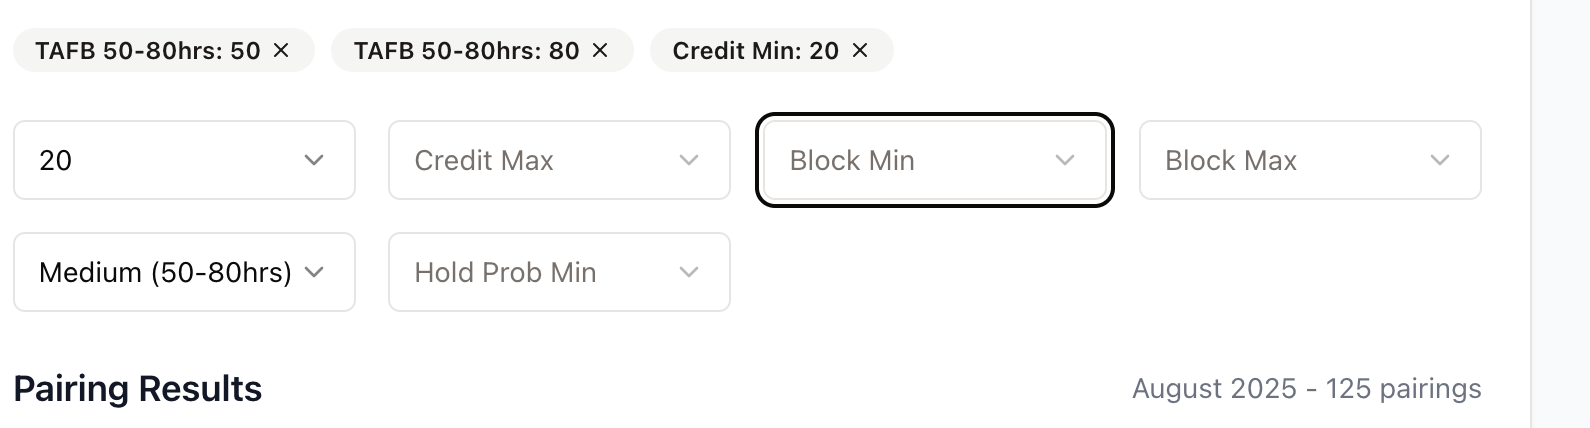 TAFB 50-80hrs: 50 × TAFB 50-80hrs: 80 × Credit Min: 20 ×
20 Credit Max Block Min Block Max
Medium (50-80hrs) Hold Prob Min
Pairing Results August 2025 - 125 pairings